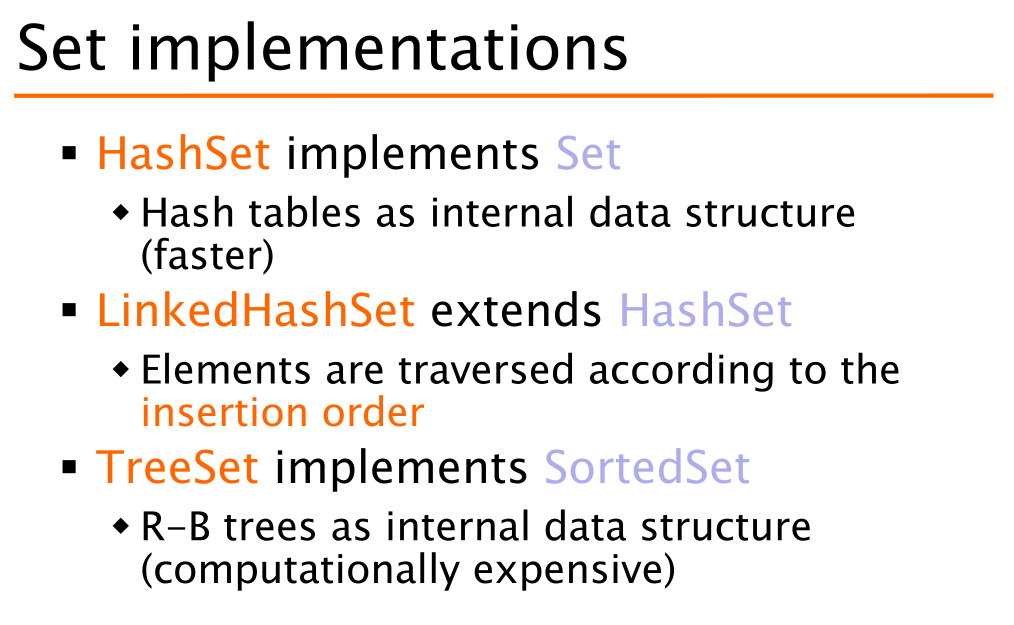 Set implementations
▪ HashSet implements Set
◆ Hash tables as internal data structure
(faster)
▪ LinkedHashSet extends HashSet
◆ Elements are traversed according to the
insertion order
▪ TreeSet implements SortedSet
◆ R-B trees as internal data structure
(computationally expensive)